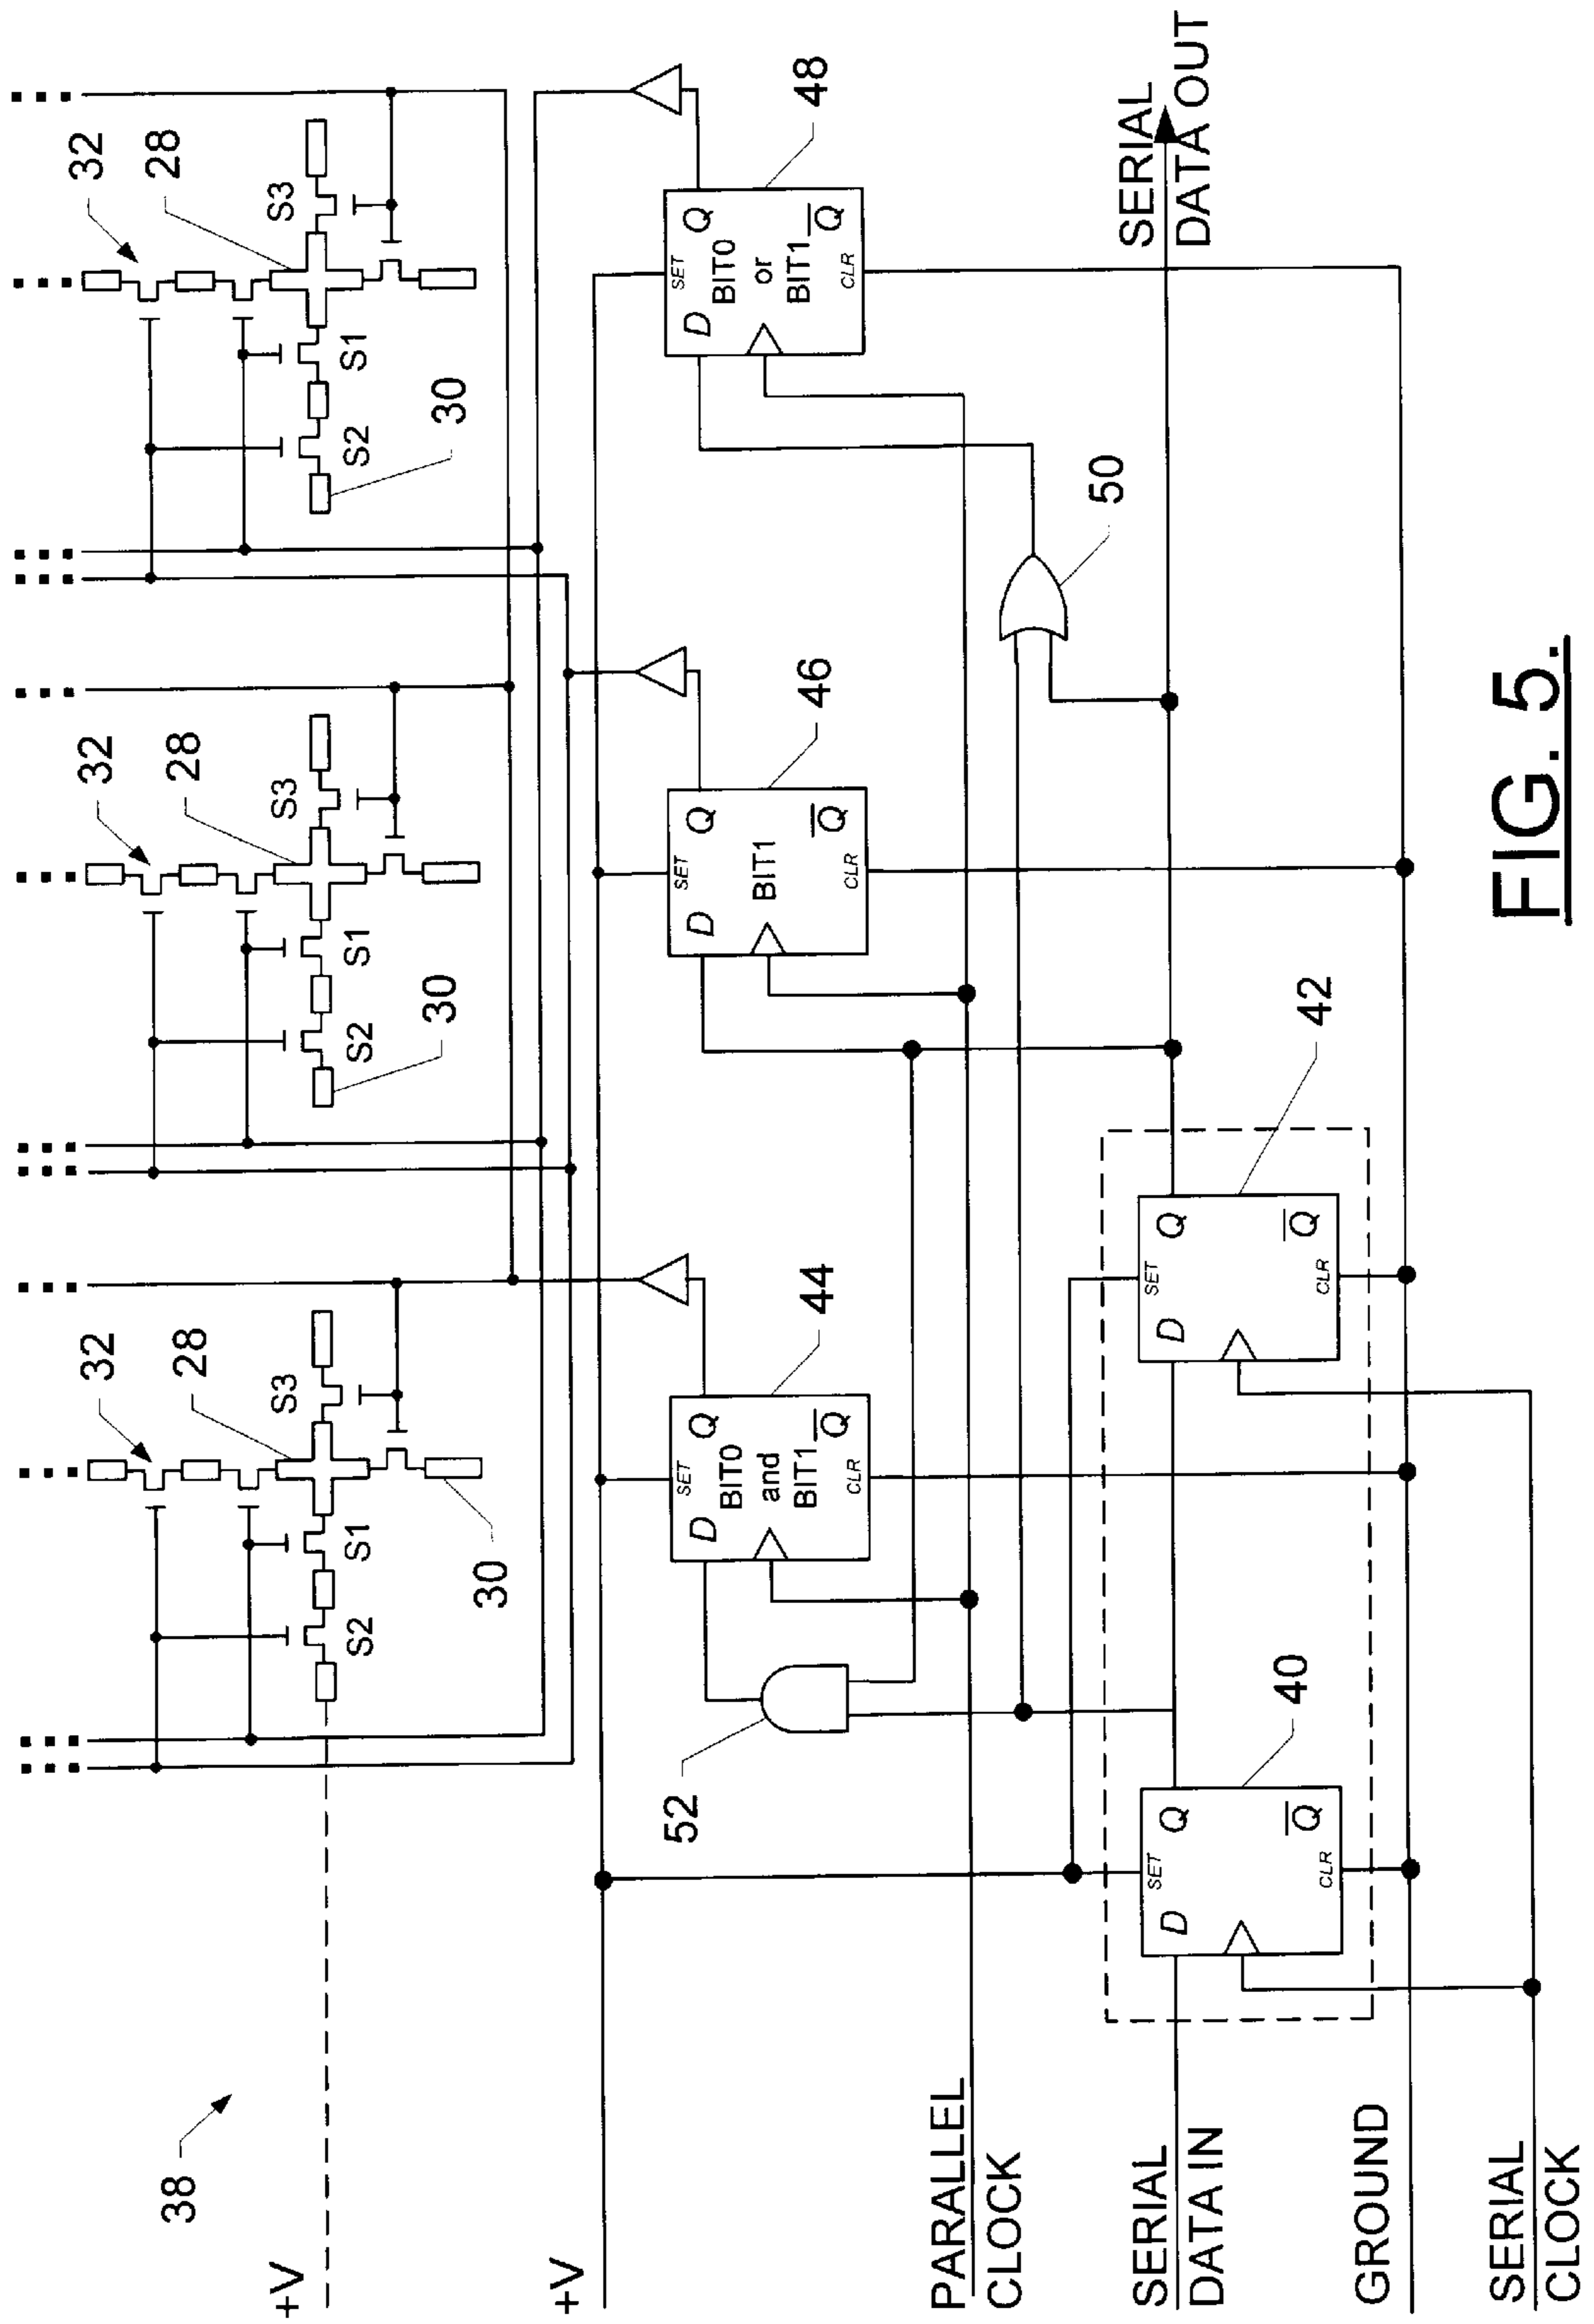 38
+V
32
28
S3
S1
S2
30
32
28
S3
S1
S2
30
32
28
S3
S1
S2
30
+V
44
SET
D
Q
BIT0
and
BIT1
Q
CLR
46
SET
D
Q
BIT1
Q
CLR
48
SET
D
Q
BIT0
or
BIT1
Q
CLR
52
50
PARALLEL
CLOCK
SERIAL
DATA IN
40
SET
D
Q
Q
CLR
42
SET
D
Q
Q
CLR
SERIAL
DATA OUT
GROUND
SERIAL
CLOCK
FIG. 5.